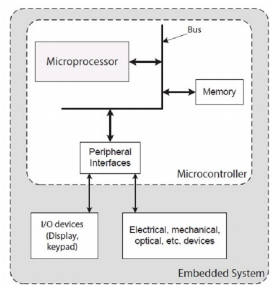 Bus
Microprocessor
Memory
Peripheral
Interfaces
Microcontroller
I/O devices
(Display,
keypad)
Electrical, mechanical,
optical, etc. devices
Embedded System